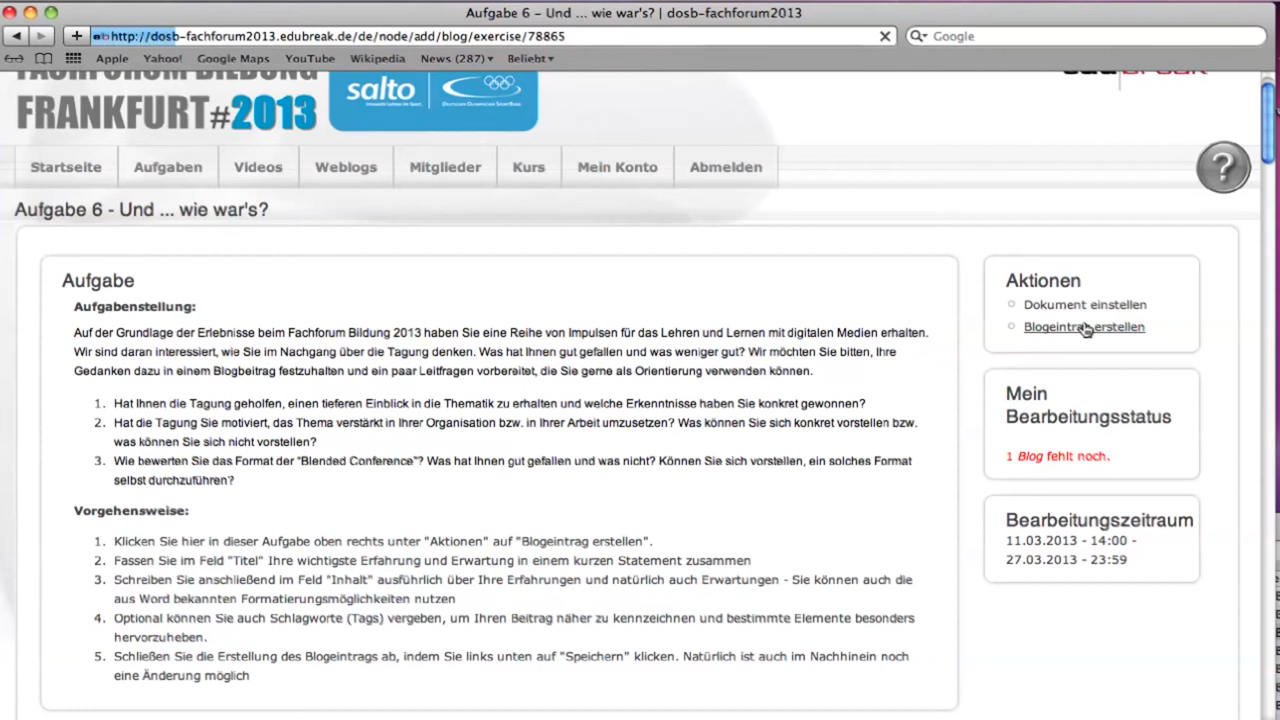 Aufgabe 6 – Und ... wie war's? | dosb-fachforum2013
http://dosb-fachforum2013.edubreak.de/de/node/add/blog/exercise/78865
Google
Apple Yahoo! Google Maps YouTube Wikipedia News (287) Beliebt
FACHFORUM BILDUNG
FRANKFURT#2013
salto
DEUTSCHER OLYMPISCHER SPORTBUND
Startseite Aufgaben Videos Weblogs Mitglieder Kurs Mein Konto Abmelden
?
Aufgabe 6 - Und ... wie war's?
Aufgabe
Aufgabenstellung:
Auf der Grundlage der Erlebnisse beim Fachforum Bildung 2013 haben Sie eine Reihe von Impulsen für das Lehren und Lernen mit digitalen Medien erhalten.
Wir sind daran interessiert, wie Sie im Nachgang über die Tagung denken. Was hat Ihnen gut gefallen und was weniger gut? Wir möchten Sie bitten, Ihre
Gedanken dazu in einem Blogbeitrag festzuhalten und ein paar Leitfragen vorbereitet, die Sie gerne als Orientierung verwenden können.
1. Hat Ihnen die Tagung geholfen, einen tieferen Einblick in die Thematik zu erhalten und welche Erkenntnisse haben Sie konkret gewonnen?
2. Hat die Tagung Sie motiviert, das Thema verstärkt in Ihrer Organisation bzw. in Ihrer Arbeit umzusetzen? Was können Sie sich konkret vorstellen bzw.
was können Sie sich nicht vorstellen?
3. Wie bewerten Sie das Format der "Blended Conference"? Was hat Ihnen gut gefallen und was nicht? Können Sie sich vorstellen, ein solches Format
selbst durchzuführen?
Vorgehensweise:
1. Klicken Sie hier in dieser Aufgabe oben rechts unter "Aktionen" auf "Blogeintrag erstellen".
2. Fassen Sie im Feld "Titel" Ihre wichtigste Erfahrung und Erwartung in einem kurzen Statement zusammen
3. Schreiben Sie anschließend im Feld "Inhalt" ausführlich über Ihre Erfahrungen und natürlich auch Erwartungen - Sie können auch die
aus Word bekannten Formatierungsmöglichkeiten nutzen
4. Optional können Sie auch Schlagworte (Tags) vergeben, um Ihren Beitrag näher zu kennzeichnen und bestimmte Elemente besonders
hervorzuheben.
5. Schließen Sie die Erstellung des Blogeintrags ab, indem Sie links unten auf "Speichern" klicken. Natürlich ist auch im Nachhinein noch
eine Änderung möglich
Aktionen
Dokument einstellen
Blogeintrag erstellen
Mein
Bearbeitungsstatus
1 Blog fehlt noch.
Bearbeitungszeitraum
11.03.2013 - 14:00 -
27.03.2013 - 23:59